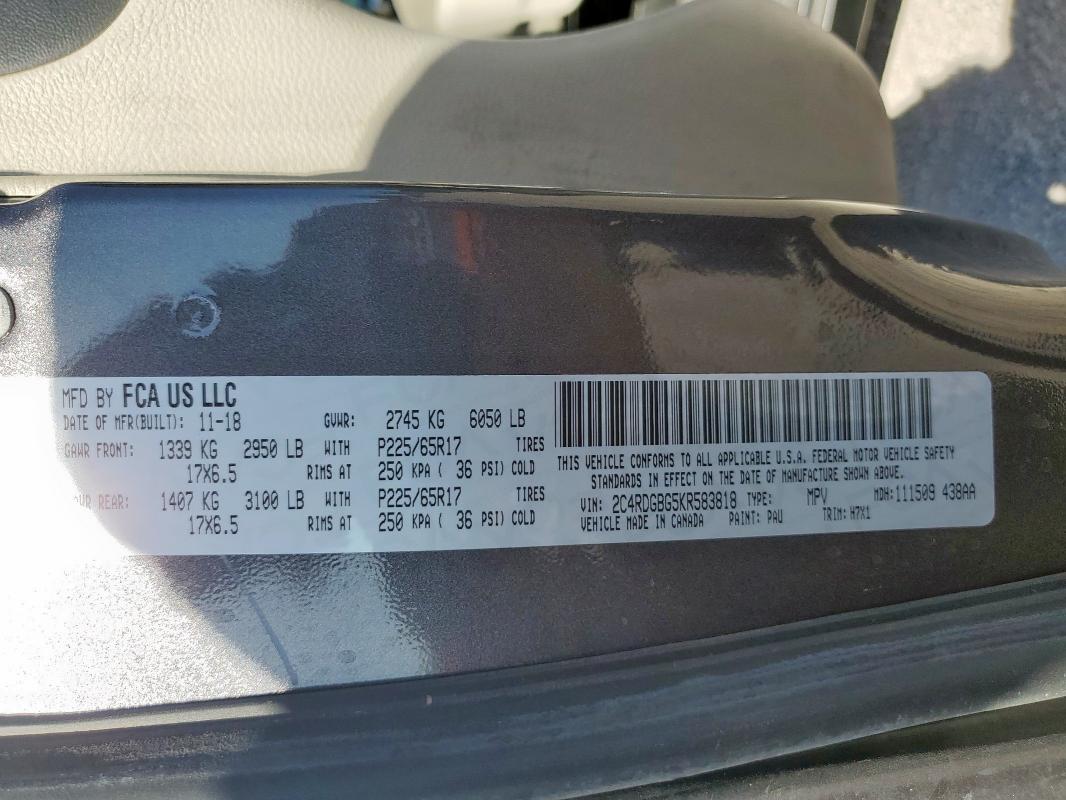 MFD BY FCA US LLC
DATE OF MFR(BUILT): 11-18 GVWR: 2745 KG 6050 LB
GAWR FRONT: 1339 KG 2950 LB WITH P225/65R17 TIRES
17X6.5 RIMS AT 250 KPA ( 36 PSI) COLD
REAR: 1407 KG 3100 LB WITH P225/65R17 TIRES
17X6.5 RIMS AT 250 KPA ( 36 PSI) COLD
THIS VEHICLE CONFORMS TO ALL APPLICABLE U.S.A. FEDERAL MOTOR VEHICLE SAFETY
STANDARDS IN EFFECT ON THE DATE OF MANUFACTURE SHOWN ABOVE.
VIN: 2C4RDGBG5KR583818 TYPE: MPV MDH: 111509 438AA
VEHICLE MADE IN CANADA PAINT: PAU TRIM: H7X1